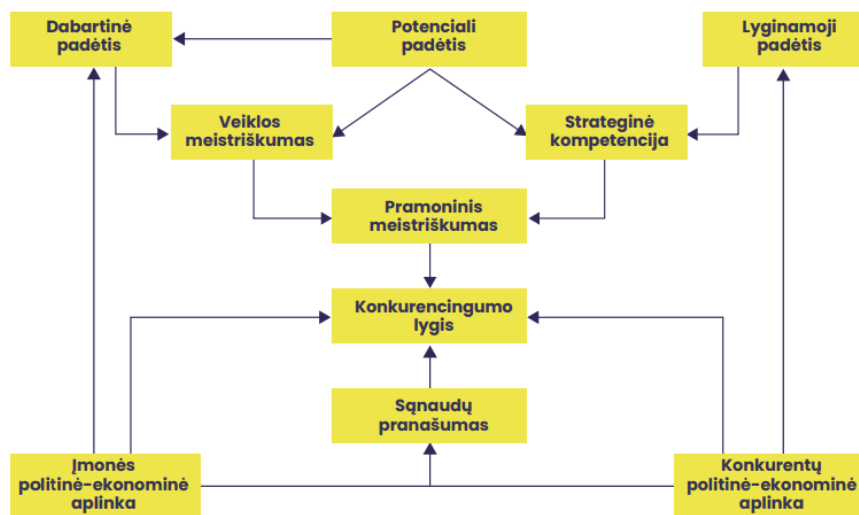 Dabartinė
padėtis
Potenciali
padėtis
Lyginamoji
padėtis
Veiklos
meistriškumas
Strateginė
kompetencija
Pramoninis
meistriškumas
Konkurencingumo
lygis
Sąnaudų
pranašumas
Įmonės
politinė-ekonominė
aplinka
Konkurentų
politinė-ekonominė
aplinka